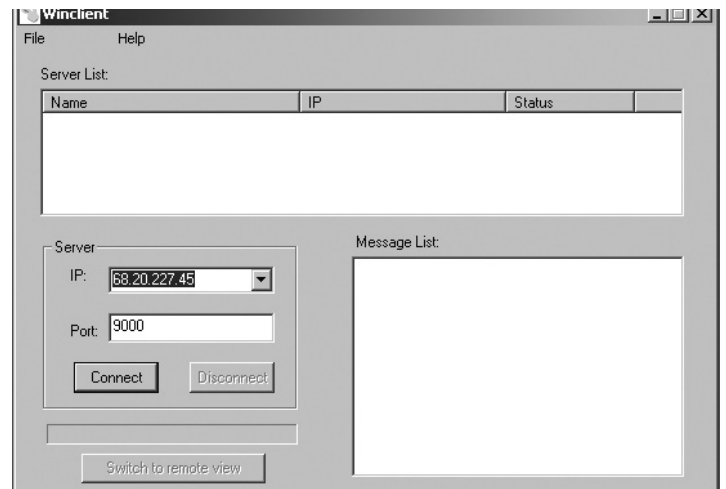 Winclient
File Help
Server List:
Name IP Status
Server
IP: 68.20.227.45
Port: 9000
Connect Disconnect
Switch to remote view
Message List: